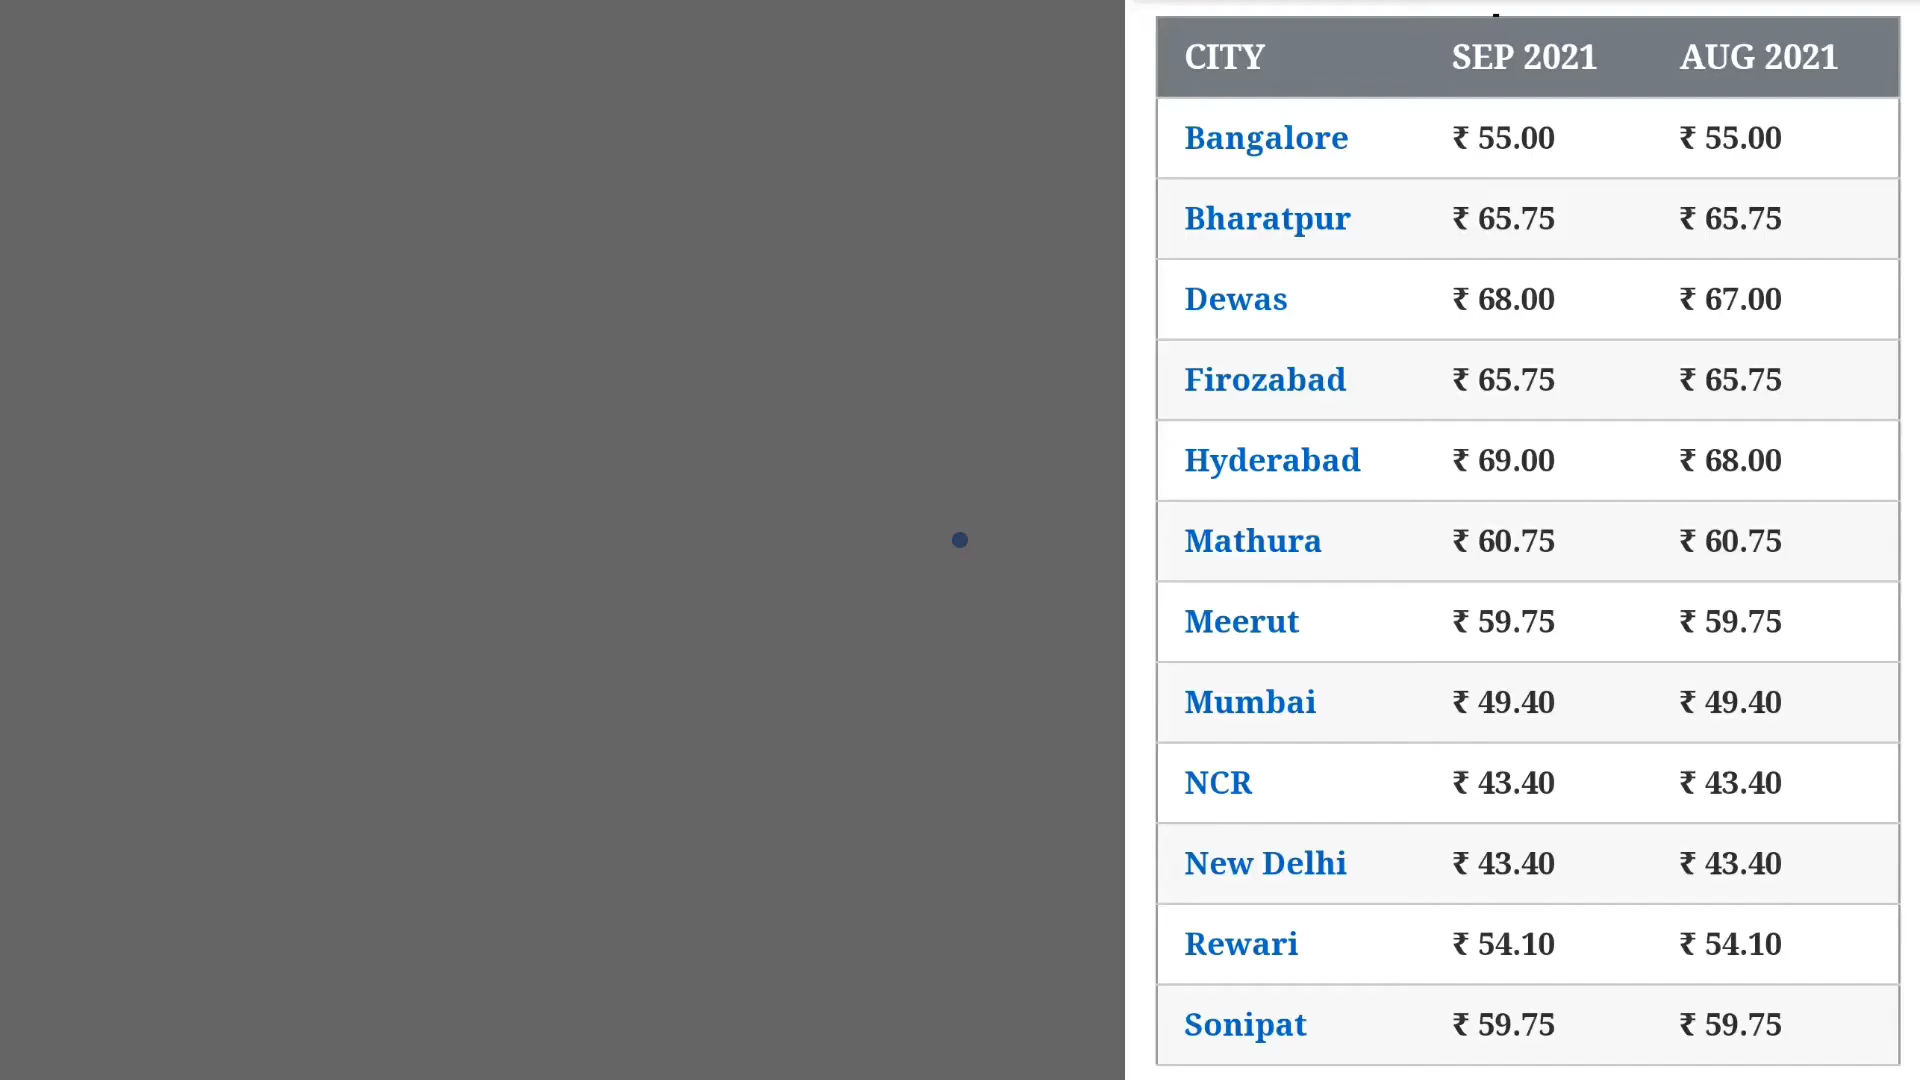 CITY SEP 2021 AUG 2021
Bangalore ₹ 55.00 ₹ 55.00
Bharatpur ₹ 65.75 ₹ 65.75
Dewas ₹ 68.00 ₹ 67.00
Firozabad ₹ 65.75 ₹ 65.75
Hyderabad ₹ 69.00 ₹ 68.00
Mathura ₹ 60.75 ₹ 60.75
Meerut ₹ 59.75 ₹ 59.75
Mumbai ₹ 49.40 ₹ 49.40
NCR ₹ 43.40 ₹ 43.40
New Delhi ₹ 43.40 ₹ 43.40
Rewari ₹ 54.10 ₹ 54.10
Sonipat ₹ 59.75 ₹ 59.75